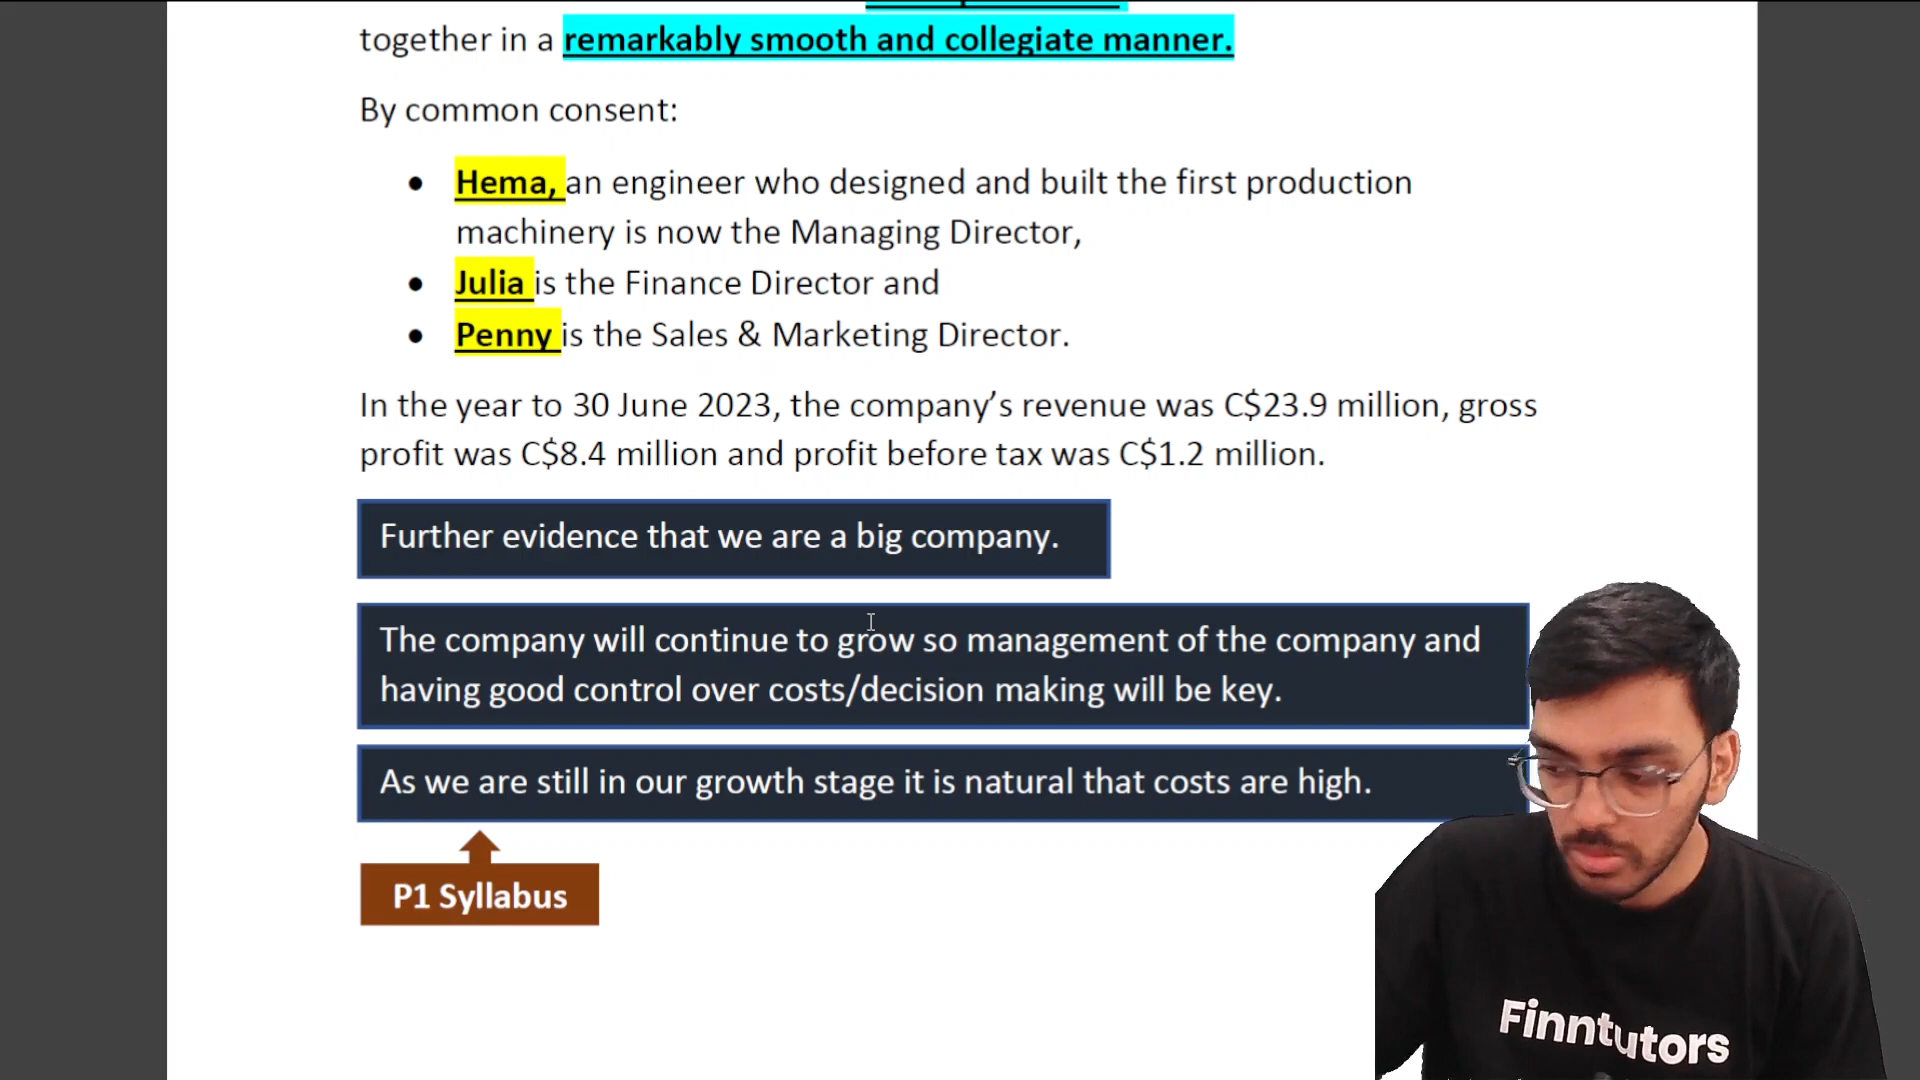 together in a remarkably smooth and collegiate manner.
By common consent:
• Hema, an engineer who designed and built the first production
machinery is now the Managing Director,
• Julia is the Finance Director and
• Penny is the Sales & Marketing Director.
In the year to 30 June 2023, the company’s revenue was C$23.9 million, gross
profit was C$8.4 million and profit before tax was C$1.2 million.
Further evidence that we are a big company.
The company will continue to grow so management of the company and
having good control over costs/decision making will be key.
As we are still in our growth stage it is natural that costs are high.
P1 Syllabus
Finntutors